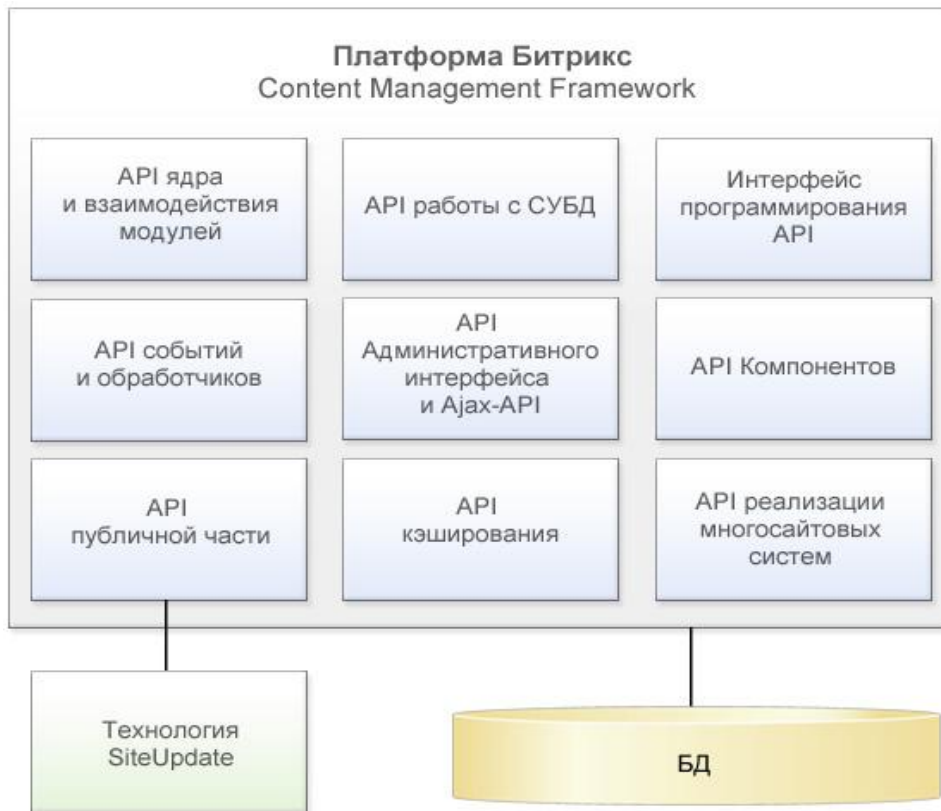 Платформа Битрикс
Content Management Framework
API ядра
и взаимодействия
модулей
API работы с СУБД
Интерфейс
программирования
API
API событий
и обработчиков
API
Административного
интерфейса
и Ajax-API
API Компонентов
API
публичной части
API
кэширования
API реализации
многосайтовых
систем
Технология
SiteUpdate
БД